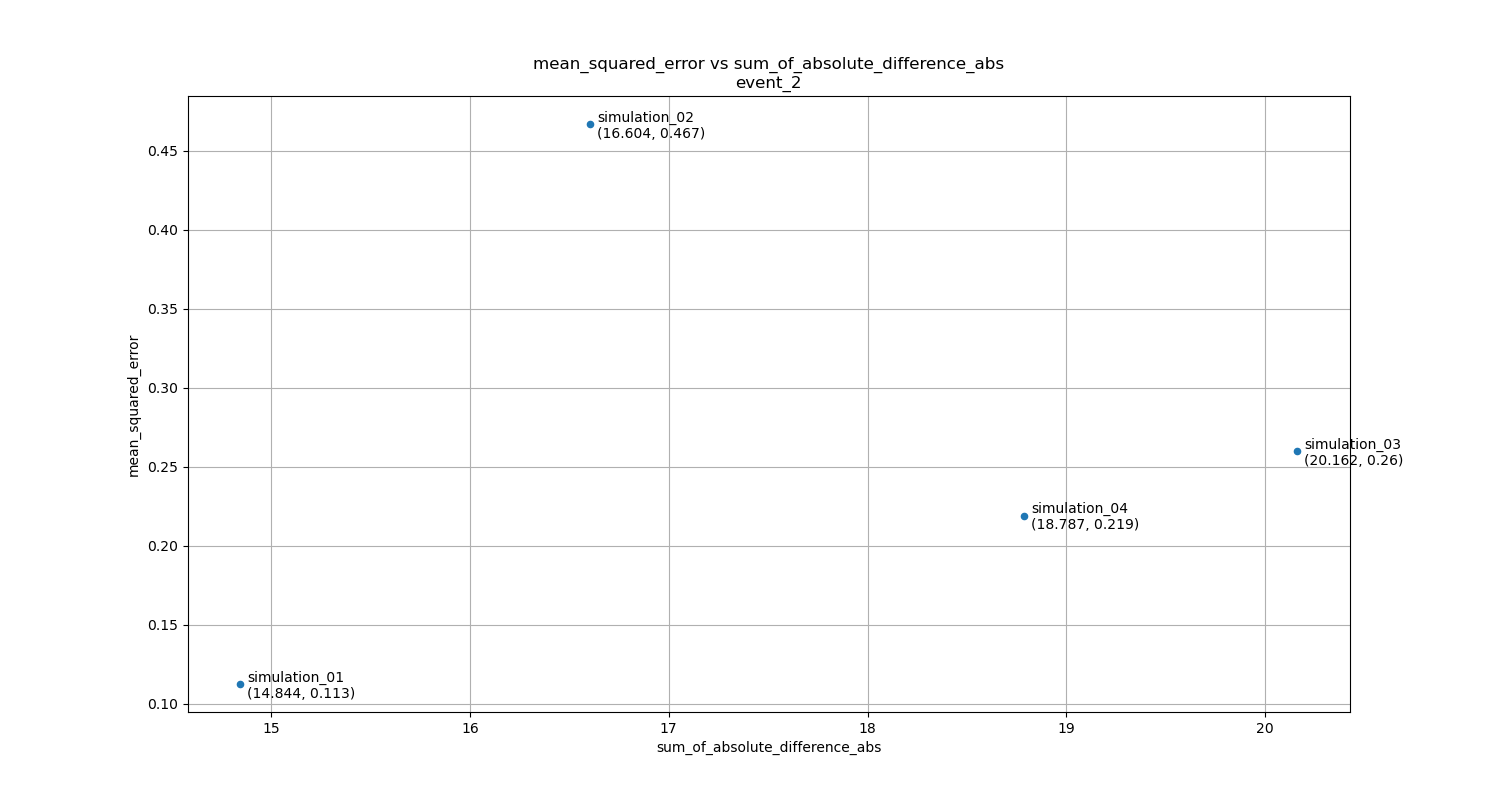 mean_squared_error vs sum_of_absolute_difference_abs
event_2
simulation_02
(16.604, 0.467)
0.45
0.40
0.35
mean_squared_error
0.30
simulation_03
(20.162, 0.26)
0.25
simulation_04
(18.787, 0.219)
0.20
0.15
simulation_01
(14.844, 0.113)
0.10
15
16
17
18
19
20
sum_of_absolute_difference_abs